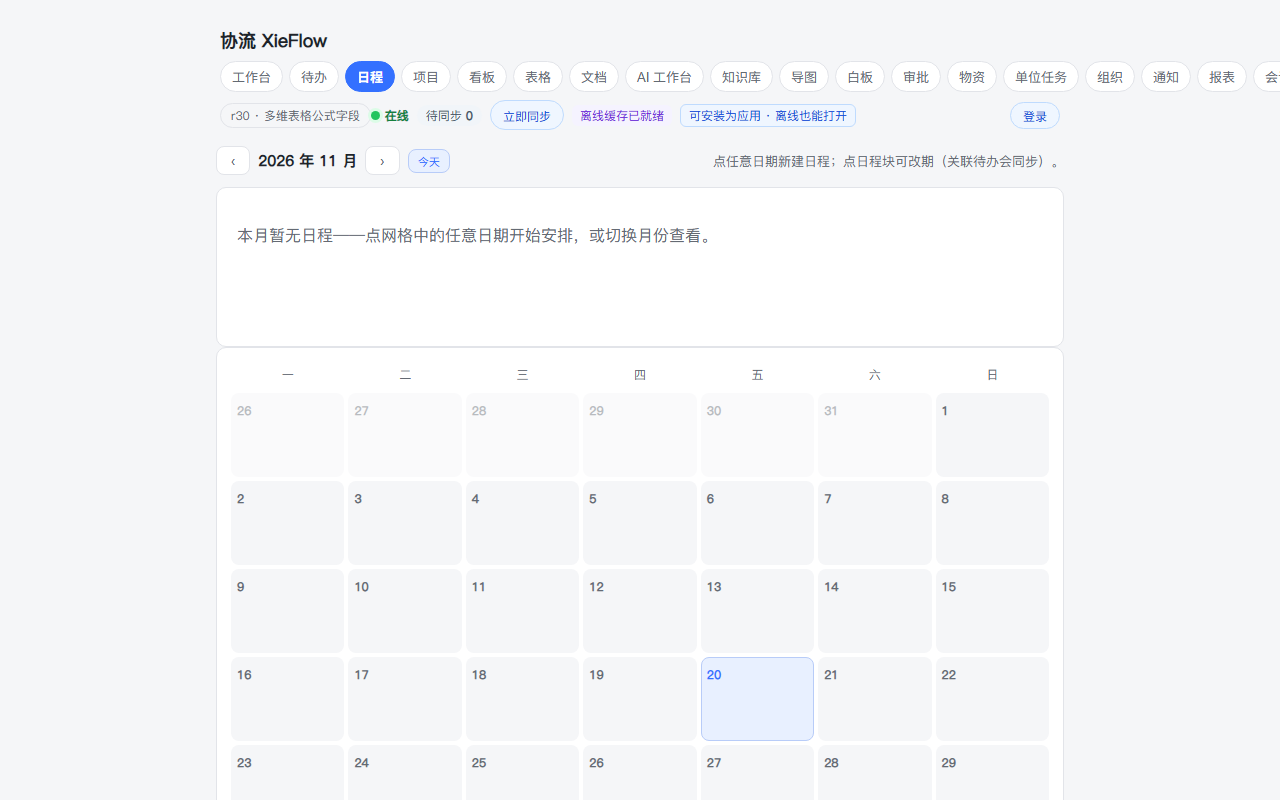 协流 XieFlow
工作台 待办 日程 项目 看板 表格 文档 AI 工作台 知识库 导图 白板 审批 物资 单位任务 组织 通知 报表 会
r30 · 多维表格公式字段 在线 待同步 0 立即同步 离线缓存已就绪 可安装为应用 · 离线也能打开 登录
‹ 2026 年 11 月 › 今天 点任意日期新建日程；点日程块可改期（关联待办会同步）。
本月暂无日程——点网格中的任意日期开始安排，或切换月份查看。
一 二 三 四 五 六 日
26 27 28 29 30 31 1
2 3 4 5 6 7 8
9 10 11 12 13 14 15
16 17 18 19 20 21 22
23 24 25 26 27 28 29